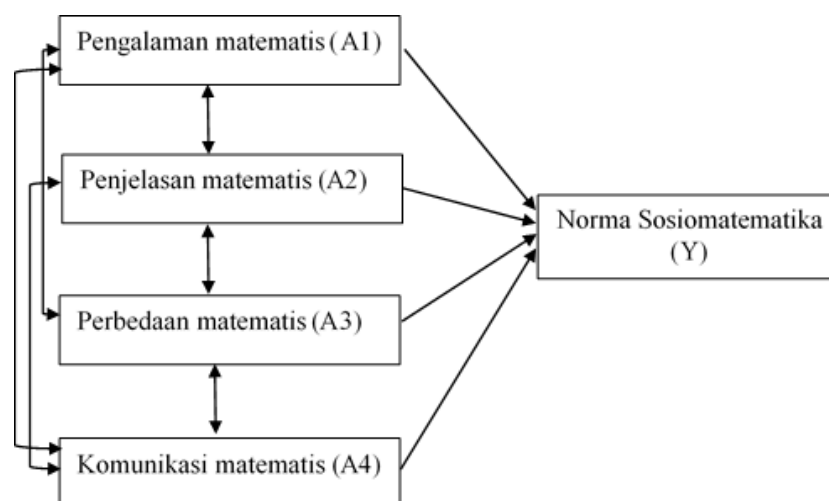 Pengalaman matematis (A1)
Penjelasan matematis (A2)
Norma Sosiomatematika
(Y)
Perbedaan matematis (A3)
Komunikasi matematis (A4)